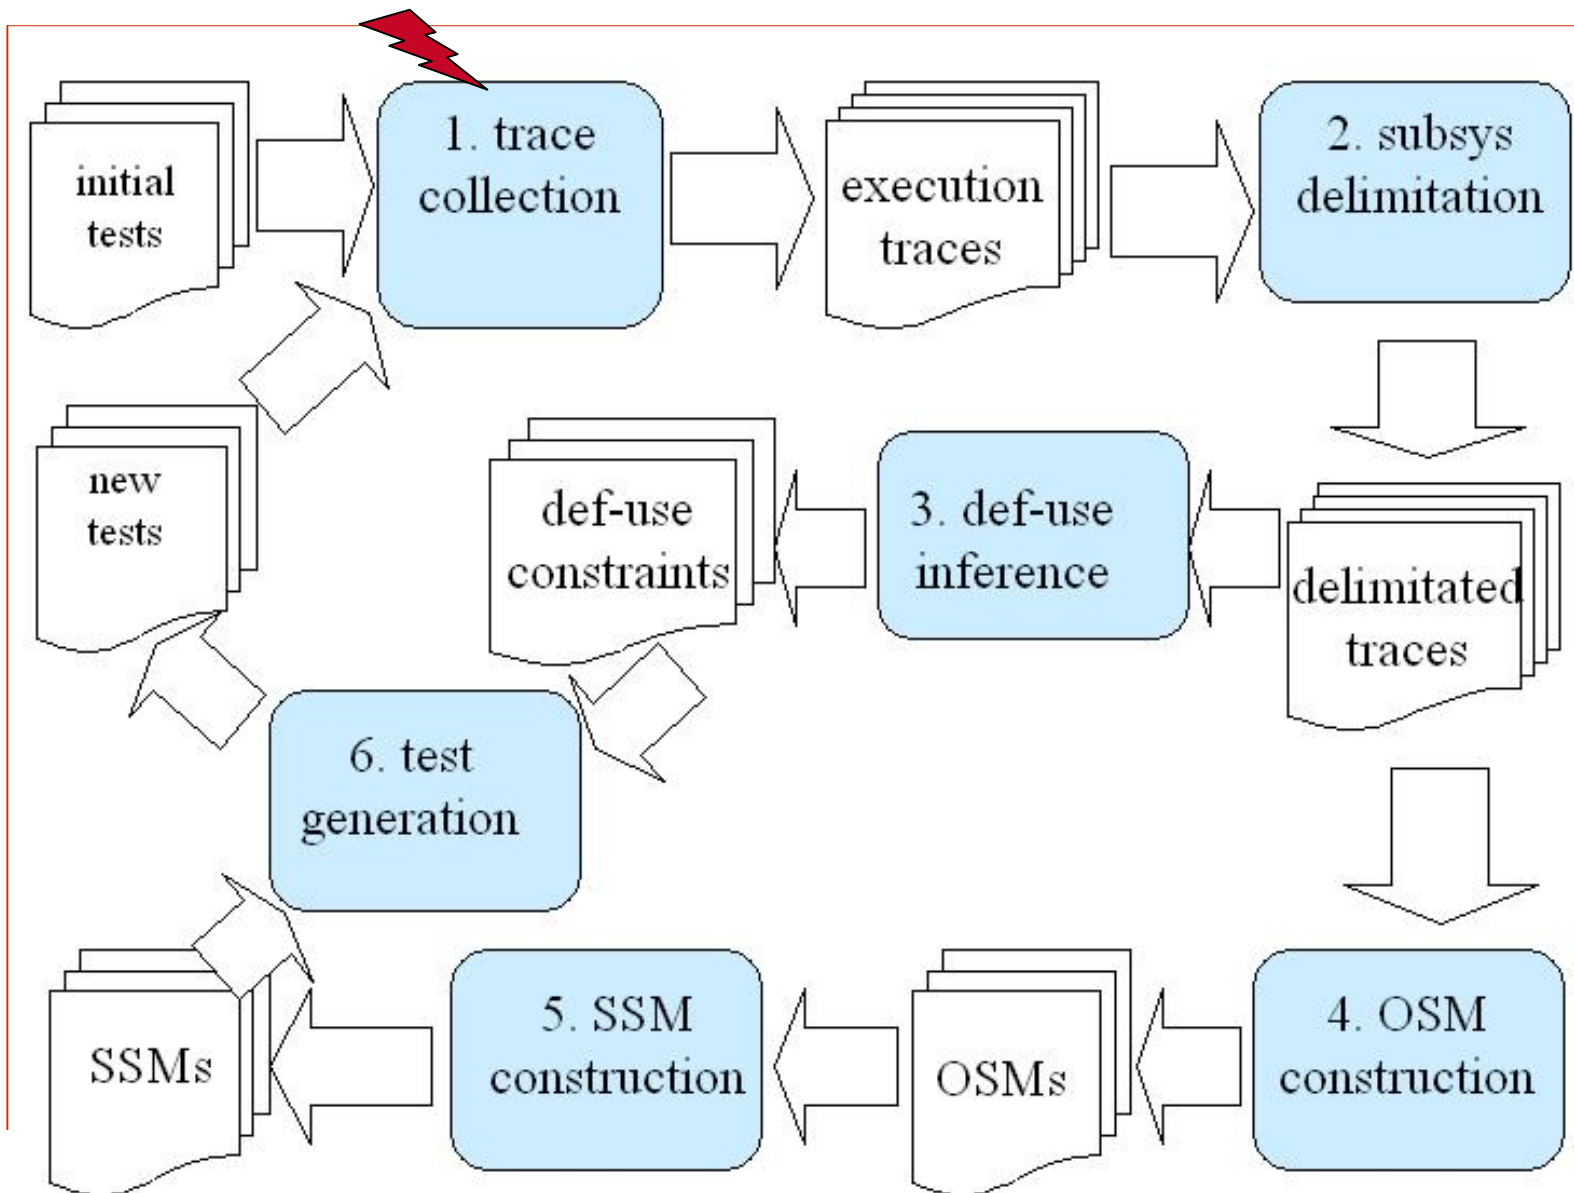 initial
tests
1. trace
collection
execution
traces
2. subsys
delimitation
new
tests
def-use
constraints
3. def-use
inference
delimitated
traces
6. test
generation
SSMs
5. SSM
construction
OSMs
4. OSM
construction